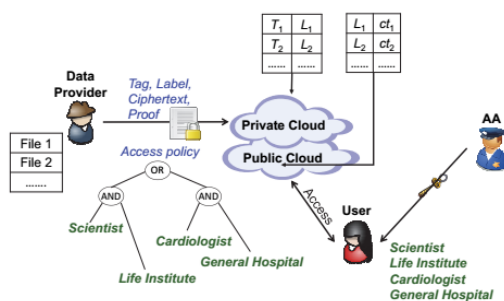 T1 L1
T2 L2
...... ......
L1 ct1
L2 ct2
...... ......
Data
Provider
Tag, Label,
Ciphertext,
Proof
Private Cloud
Public Cloud
AA
File 1
File 2
.......
Access policy
OR
AND
AND
Scientist
Life Institute
Cardiologist
General Hospital
Access
User
Scientist
Life Institute
Cardiologist
General Hospital